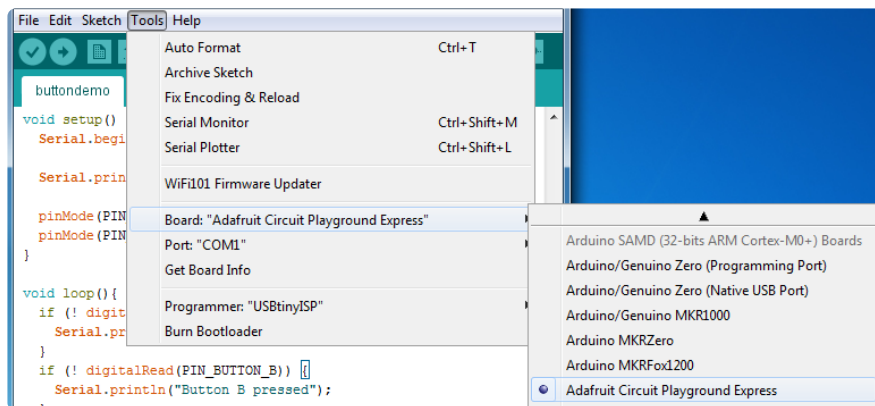 File Edit Sketch Tools Help
buttondemo
Auto Format Ctrl+T
Archive Sketch
Fix Encoding & Reload
Serial Monitor Ctrl+Shift+M
Serial Plotter Ctrl+Shift+L
WiFi101 Firmware Updater
Board: "Adafruit Circuit Playground Express"
Port: "COM1"
Get Board Info
Programmer: "USBtinyISP"
Burn Bootloader
void setup()
Serial.begi
Serial.prin
pinMode(PIN
pinMode(PIN
}
void loop(){
if (! digit
Serial.pr
}
if (! digitalRead(PIN_BUTTON_B)) {
Serial.println("Button B pressed");
Arduino SAMD (32-bits ARM Cortex-M0+) Boards
Arduino/Genuino Zero (Programming Port)
Arduino/Genuino Zero (Native USB Port)
Arduino/Genuino MKR1000
Arduino MKRZero
Arduino MKRFox1200
Adafruit Circuit Playground Express